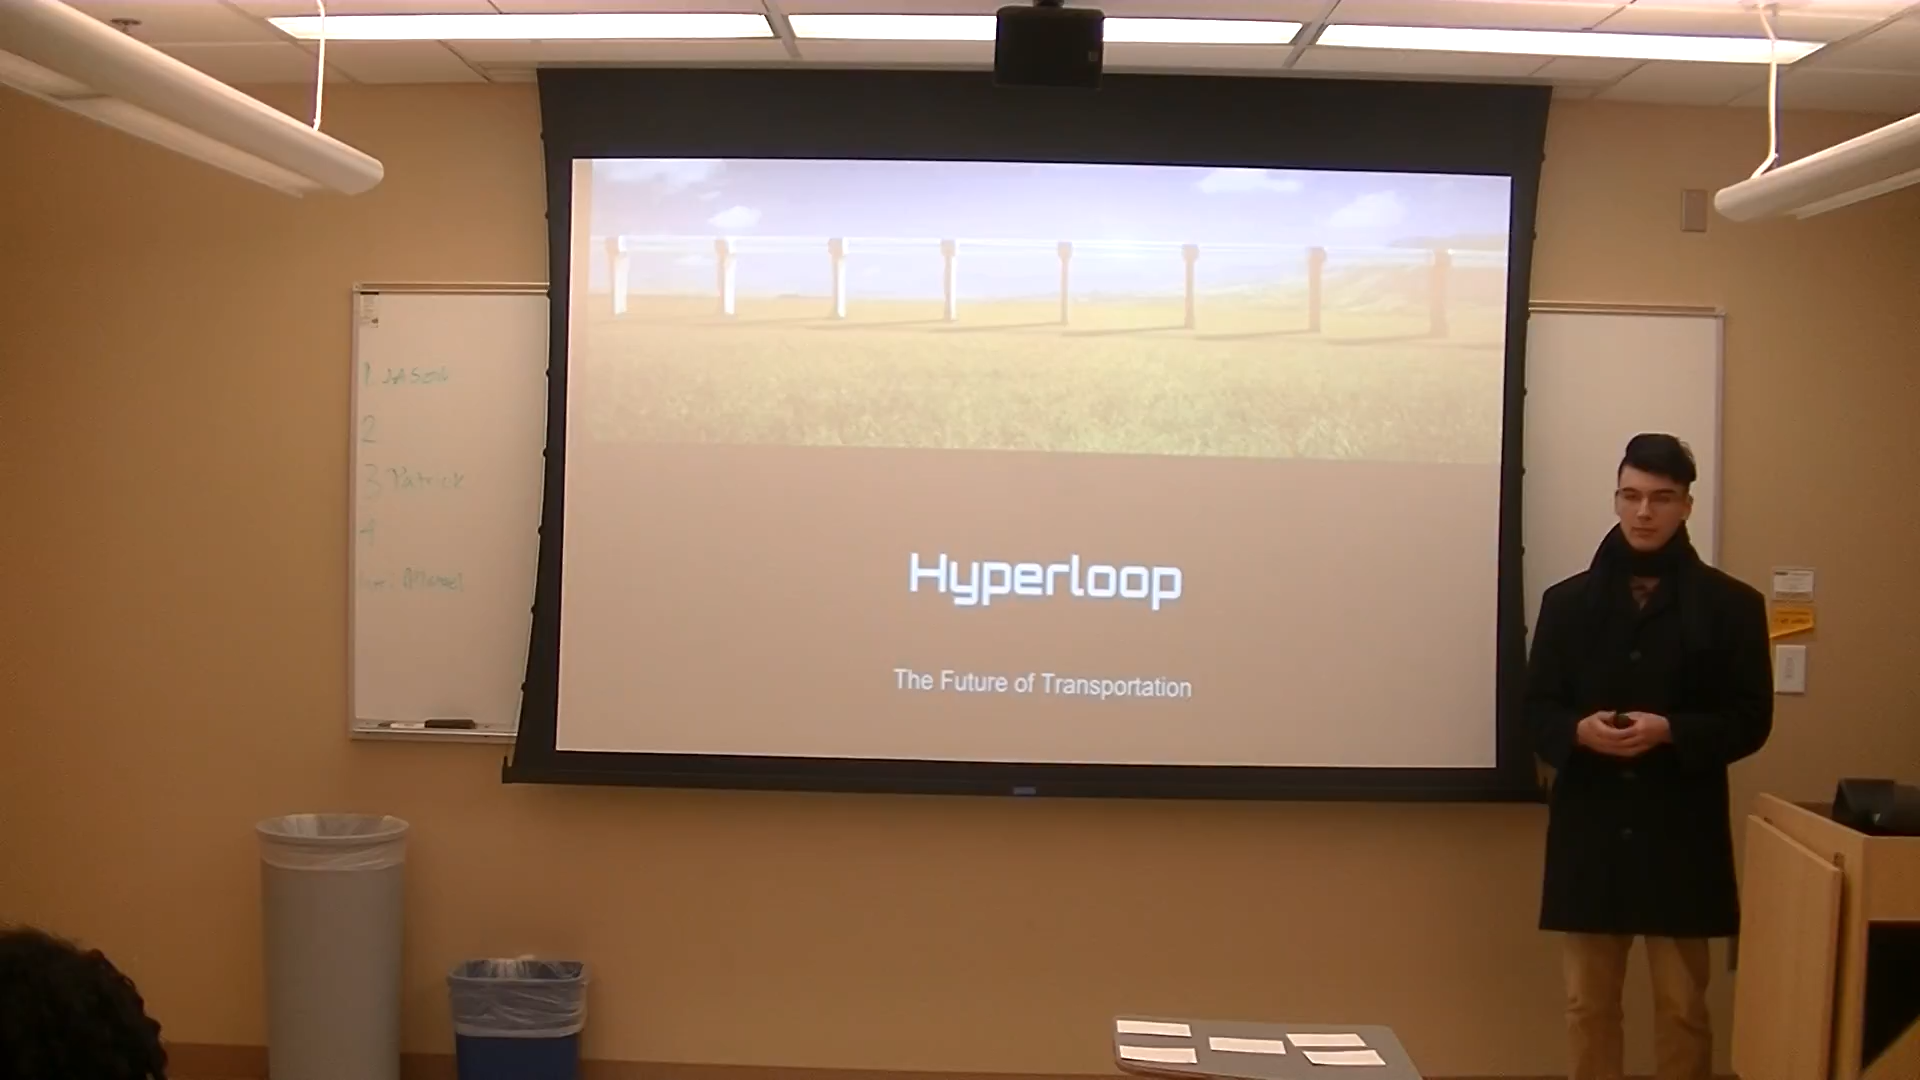 1. JASON
2
3 Patrick
4
Hyperloop
The Future of Transportation